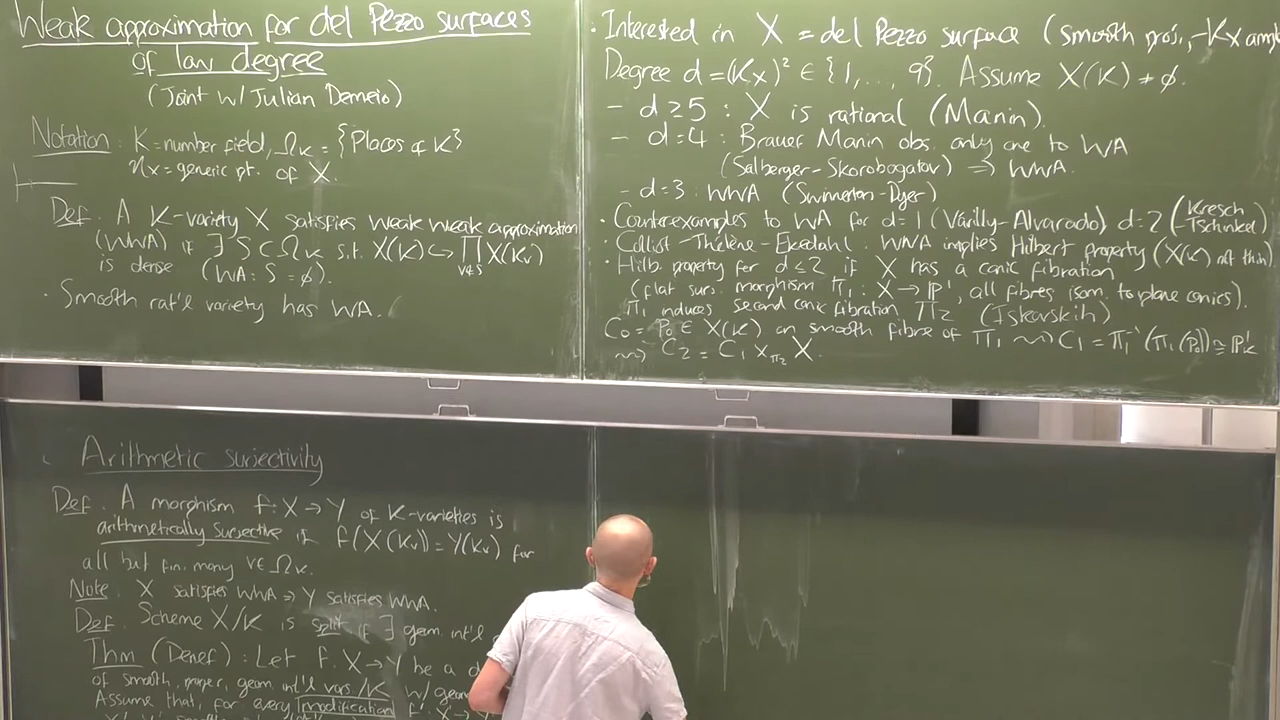 Weak approximation for del Pezzo surfaces
of low degree
(Joint w/ Julian Demeio)
Notation: K-number field, Ω_K = {Places of K}
η_X = generic pt. of X.
Def. A K-variety X satisfies weak weak approximation
(WWA) if ∃ S ⊂ Ω_K s.t. X(K) ↪ ∏_{v∉S} X(K_v)
is dense (WA: S = ∅).
· Smooth rat'l variety has WA.
· Interested in X = del Pezzo surface (smooth proj., -K_X ampl
Degree d = (K_X)² ∈ {1, ..., 9}. Assume X(K) ≠ ∅.
- d ≥ 5 : X is rational (Manin).
- d=4 : Brauer Manin obs. only one to WA
(Salberger-Skorobogatov) ⇒ WWA.
- d=3 : WWA (Swinnerton-Dyer)
· Counterexamples to WA for d=1 (Várilly-Alvarado) d=2 (Kresch-Tschinkel)
· Colliot-Thélène-Ekedahl: WWA implies Hilbert property (X(K) not thin).
· Hilb. property for d ≤ 2 if X has a conic fibration
(flat surj. morphism π₁: X → P¹, all fibres isom. to plane conics).
π₁ induces second conic fibration π₂ (Iskovskih)
C₀ = P₀ ∈ X(K) on smooth fibre of π₁ ⇝ C₁ = π₁⁻¹(π₁(P₀)) ≅ P¹_K
⇝ C₂ = C₁ ×_{π₂} X.
Arithmetic surjectivity
Def. A morphism f: X → Y of K-varieties is
arithmetically surjective if f(X(K_v)) = Y(K_v) for
all but fin. many v ∈ Ω_K.
Note. X satisfies WWA ⇒ Y satisfies WWA.
Def. Scheme X/K is split if ∃ geom. int'l
Thm (Denef): Let f: X → Y be a d
of smooth, proper, geom. int'l vars./K w/ geom
Assume that, for every modification f': X' → Y'